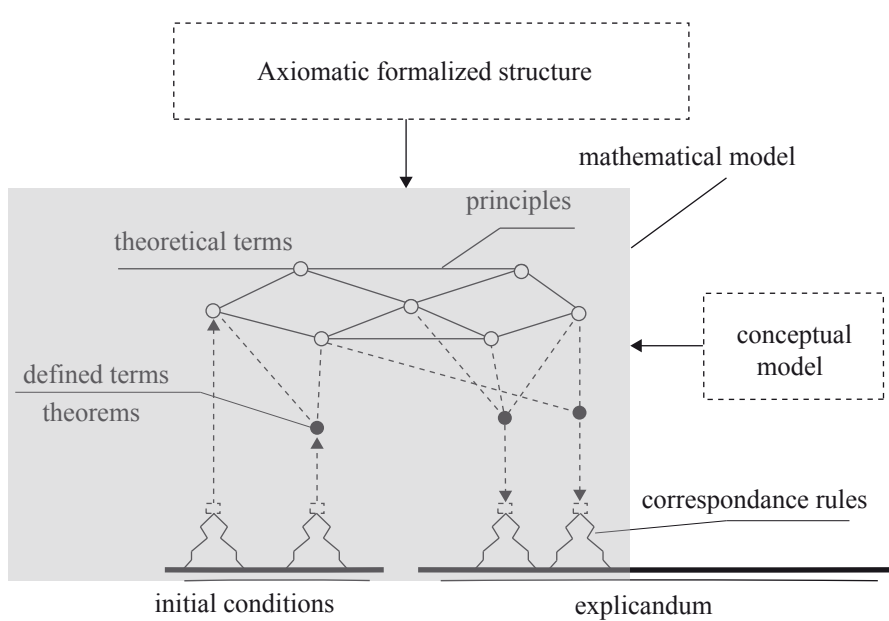 Axiomatic formalized structure
mathematical model
principles
theoretical terms
conceptual
model
defined terms
theorems
correspondance rules
initial conditions
explicandum